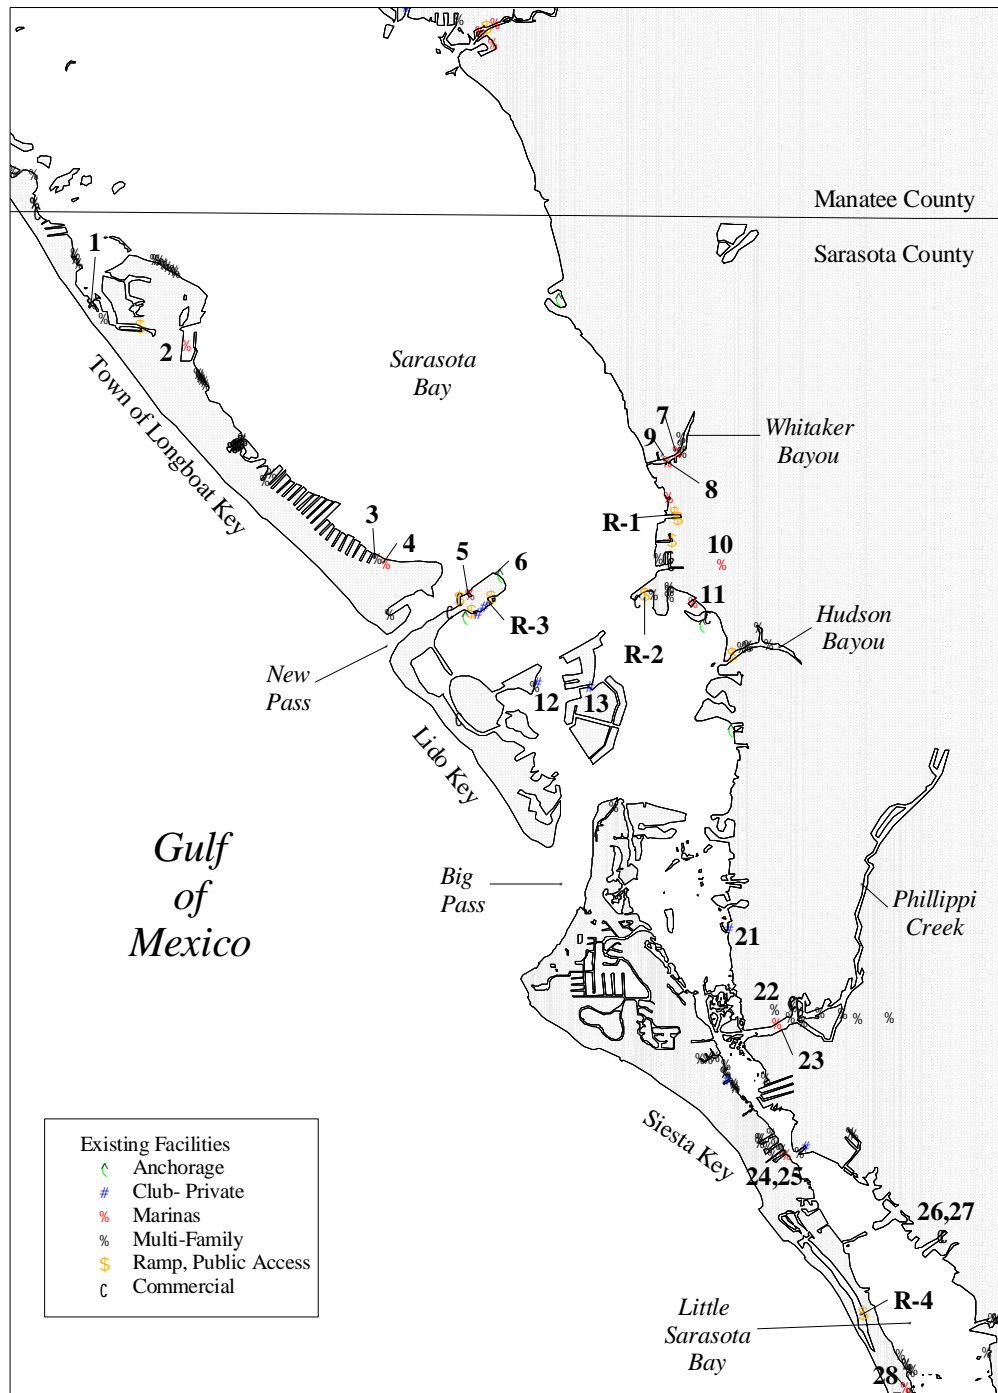 Manatee County
Sarasota County
1
2
Sarasota
Bay
Town of Longboat Key
7
9
8
Whitaker
Bayou
R-1
3
4
5
6
10
11
R-3
R-2
Hudson
Bayou
New
Pass
12
13
Lido Key
Gulf
of
Mexico
Big
Pass
Phillippi
Creek
21
22
23
Siesta Key
24,25
26,27
R-4
Little
Sarasota
Bay
28
Existing Facilities
Anchorage
# Club- Private
% Marinas
% Multi-Family
$ Ramp, Public Access
C Commercial